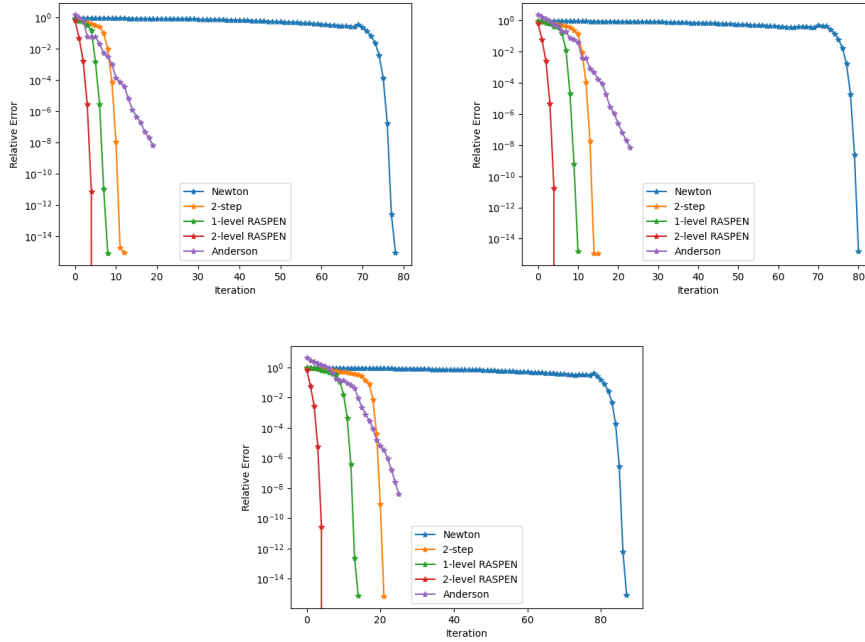 10^0
10^-2
10^-4
10^-6
10^-8
10^-10
10^-12
10^-14
Relative Error
Newton
2-step
1-level RASPEN
2-level RASPEN
Anderson
0 10 20 30 40 50 60 70 80
Iteration
10^0
10^-2
10^-4
10^-6
10^-8
10^-10
10^-12
10^-14
Relative Error
Newton
2-step
1-level RASPEN
2-level RASPEN
Anderson
0 10 20 30 40 50 60 70 80
Iteration
10^0
10^-2
10^-4
10^-6
10^-8
10^-10
10^-12
10^-14
Relative Error
Newton
2-step
1-level RASPEN
2-level RASPEN
Anderson
0 20 40 60 80
Iteration